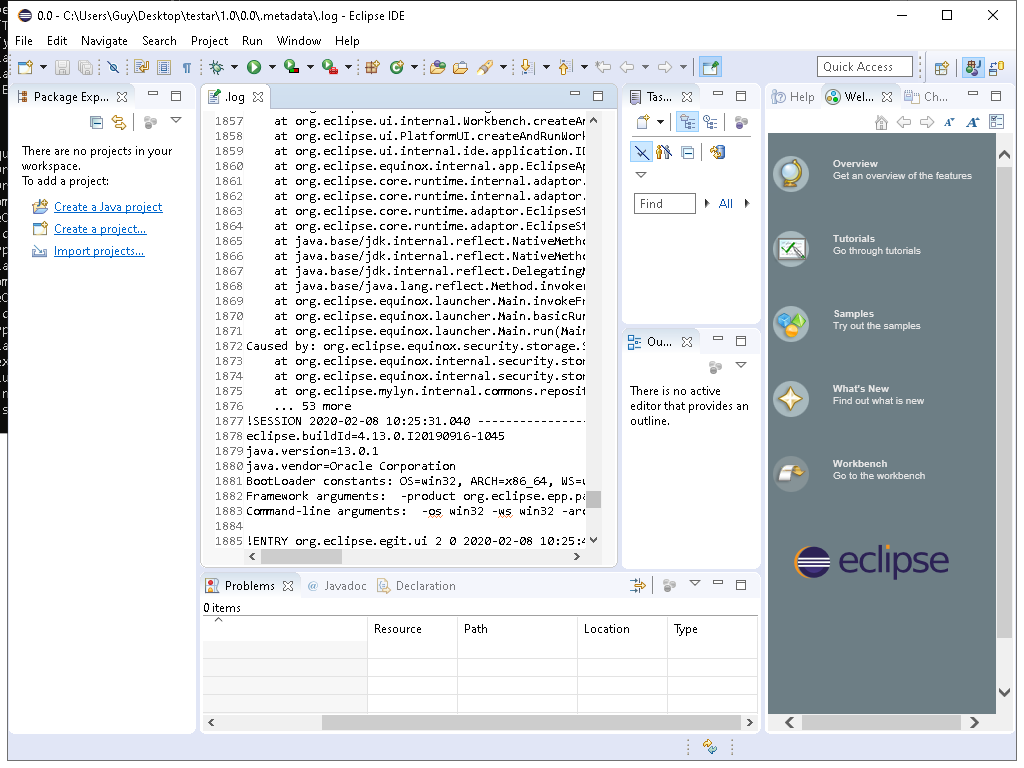 0.0 - C:\Users\Guy\Desktop\testar\1.0\0.0\.metadata\.log - Eclipse IDE
File Edit Navigate Search Project Run Window Help
Quick Access
Package Exp...
There are no projects in your
workspace.
To add a project:
Create a Java project
Create a project...
Import projects...
.log
1857 at org.eclipse.ui.internal.Workbench.createAn
1858 at org.eclipse.ui.PlatformUI.createAndRunWork
1859 at org.eclipse.ui.internal.ide.application.ID
1860 at org.eclipse.equinox.internal.app.EclipseAp
1861 at org.eclipse.core.runtime.internal.adaptor.
1862 at org.eclipse.core.runtime.internal.adaptor.
1863 at org.eclipse.core.runtime.adaptor.EclipseSt
1864 at org.eclipse.core.runtime.adaptor.EclipseSt
1865 at java.base/jdk.internal.reflect.NativeMetho
1866 at java.base/jdk.internal.reflect.NativeMetho
1867 at java.base/jdk.internal.reflect.DelegatingM
1868 at java.base/java.lang.reflect.Method.invoke(
1869 at org.eclipse.equinox.launcher.Main.invokeFr
1870 at org.eclipse.equinox.launcher.Main.basicRun
1871 at org.eclipse.equinox.launcher.Main.run(Main
1872 Caused by: org.eclipse.equinox.security.storage.S
1873 at org.eclipse.equinox.internal.security.stor
1874 at org.eclipse.equinox.internal.security.stor
1875 at org.eclipse.mylyn.internal.commons.reposit
1876 ... 53 more
1877 !SESSION 2020-02-08 10:25:31.040 ----------------
1878 eclipse.buildId=4.13.0.I20190916-1045
1879 java.version=13.0.1
1880 java.vendor=Oracle Corporation
1881 BootLoader constants: OS=win32, ARCH=x86_64, WS=w
1882 Framework arguments:  -product org.eclipse.epp.pa
1883 Command-line arguments:  -os win32 -ws win32 -arc
1884
1885 !ENTRY org.eclipse.egit.ui 2 0 2020-02-08 10:25:4
Tas...
Find
All
Ou...
There is no active
editor that provides an
outline.
Help Wel... Ch...
Overview
Get an overview of the features
Tutorials
Go through tutorials
Samples
Try out the samples
What's New
Find out what is new
Workbench
Go to the workbench
eclipse
Problems @ Javadoc Declaration
0 items
Resource Path Location Type